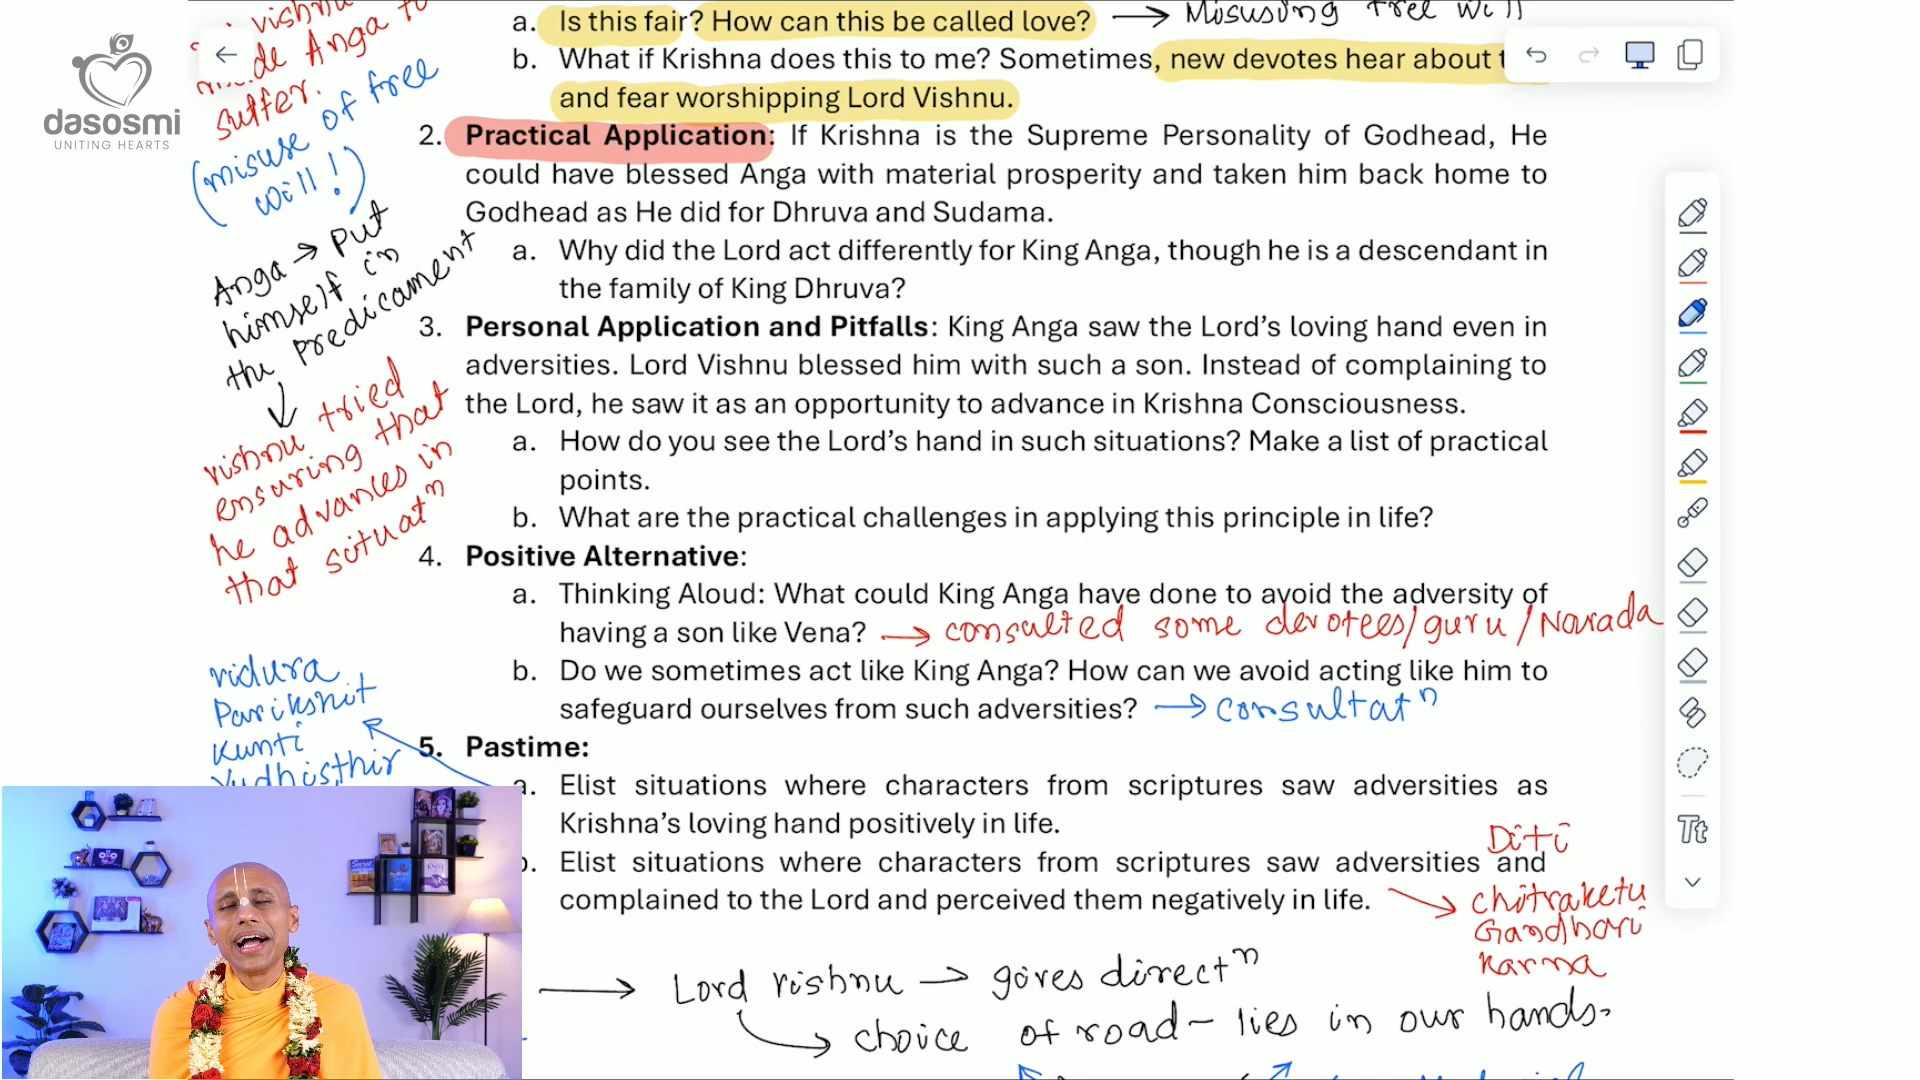 dasosmi
UNITING HEARTS
vishnu
made Anga to
suffer.
(misuse of free
will!)
Anga → Put
himself in
the predicament
↓
vishnu tried
ensuring that
he advances in
that situatⁿ
vidura
Parikshit
Kunti
Yudhisthir
a. Is this fair? How can this be called love? → Misusing free will
b. What if Krishna does this to me? Sometimes, new devotes hear about
and fear worshipping Lord Vishnu.
2. Practical Application: If Krishna is the Supreme Personality of Godhead, He
could have blessed Anga with material prosperity and taken him back home to
Godhead as He did for Dhruva and Sudama.
a. Why did the Lord act differently for King Anga, though he is a descendant in
the family of King Dhruva?
3. Personal Application and Pitfalls: King Anga saw the Lord's loving hand even in
adversities. Lord Vishnu blessed him with such a son. Instead of complaining to
the Lord, he saw it as an opportunity to advance in Krishna Consciousness.
a. How do you see the Lord's hand in such situations? Make a list of practical
points.
b. What are the practical challenges in applying this principle in life?
4. Positive Alternative:
a. Thinking Aloud: What could King Anga have done to avoid the adversity of
having a son like Vena? → consulted some devotees/guru/Narada
b. Do we sometimes act like King Anga? How can we avoid acting like him to
safeguard ourselves from such adversities? → consultatⁿ
5. Pastime:
a. Elist situations where characters from scriptures saw adversities as
Krishna's loving hand positively in life.
b. Elist situations where characters from scriptures saw adversities and
complained to the Lord and perceived them negatively in life.
Diti
chitraketu
Gandhari
Karna
→ Lord vishnu → gives directⁿ
→ choice of road – lies in our hands.
Tt